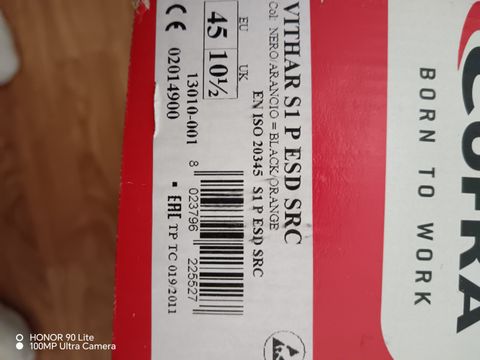 COFRA
BORN TO WORK
VITHAR S1 P ESD SRC
Col: NERO/ARANCIO = BLACK/ORANGE
EN ISO 20345 S1 P ESD SRC
EU UK
45 10½
13010-001
02014900
CE
8 023796 225527
EAC TP TC 019/2011
HONOR 90 Lite
100MP Ultra Camera